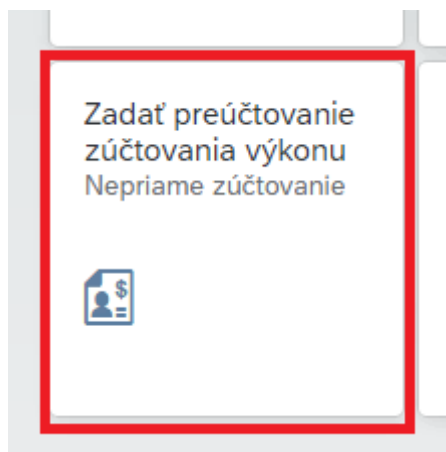 Zadať preúčtovanie
zúčtovania výkonu
Nepriame zúčtovanie
$